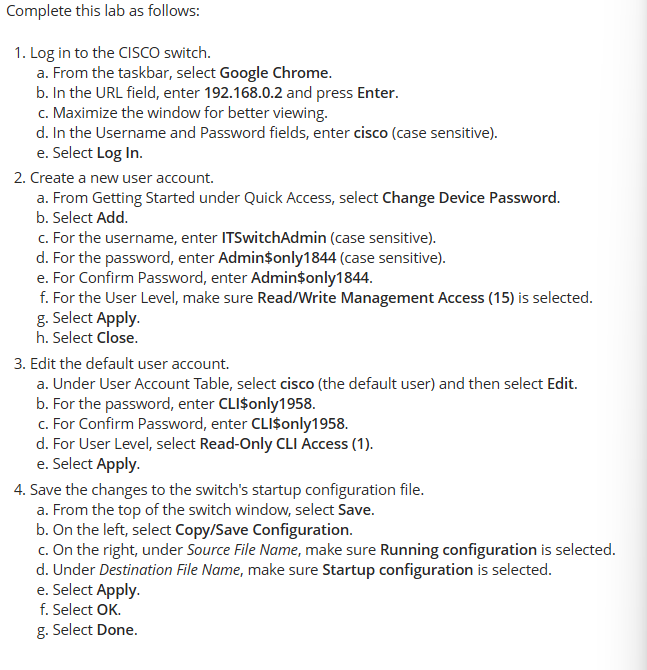 Complete this lab as follows:
1. Log in to the CISCO switch.
a. From the taskbar, select Google Chrome.
b. In the URL field, enter 192.168.0.2 and press Enter.
c. Maximize the window for better viewing.
d. In the Username and Password fields, enter cisco (case sensitive).
e. Select Log In.
2. Create a new user account.
a. From Getting Started under Quick Access, select Change Device Password.
b. Select Add.
c. For the username, enter ITSwitchAdmin (case sensitive).
d. For the password, enter Admin$only1844 (case sensitive).
e. For Confirm Password, enter Admin$only1844.
f. For the User Level, make sure Read/Write Management Access (15) is selected.
g. Select Apply.
h. Select Close.
3. Edit the default user account.
a. Under User Account Table, select cisco (the default user) and then select Edit.
b. For the password, enter CLI$only1958.
c. For Confirm Password, enter CLI$only1958.
d. For User Level, select Read-Only CLI Access (1).
e. Select Apply.
4. Save the changes to the switch's startup configuration file.
a. From the top of the switch window, select Save.
b. On the left, select Copy/Save Configuration.
c. On the right, under Source File Name, make sure Running configuration is selected.
d. Under Destination File Name, make sure Startup configuration is selected.
e. Select Apply.
f. Select OK.
g. Select Done.